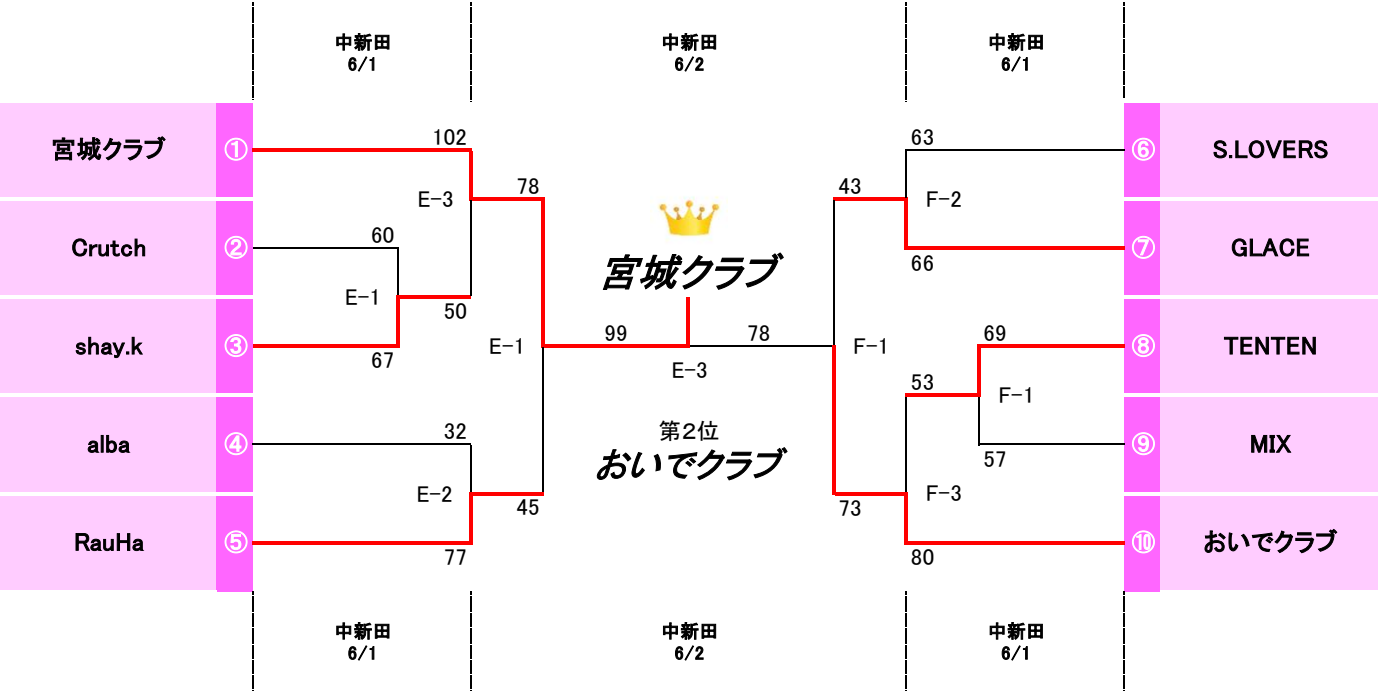 中新田
6/1
中新田
6/2
中新田
6/1
宮城クラブ ①
102
63
⑥ S.LOVERS
E-3
78
43
F-2
Crutch ②
60
66
⑦ GLACE
宮城クラブ
E-1
50
shay.k ③
67
E-1
99
78
E-3
F-1
69
⑧ TENTEN
53
F-1
alba ④
32
第2位
おいでクラブ
57
⑨ MIX
E-2
45
73
F-3
RauHa ⑤
77
80
⑩ おいでクラブ
中新田
6/1
中新田
6/2
中新田
6/1